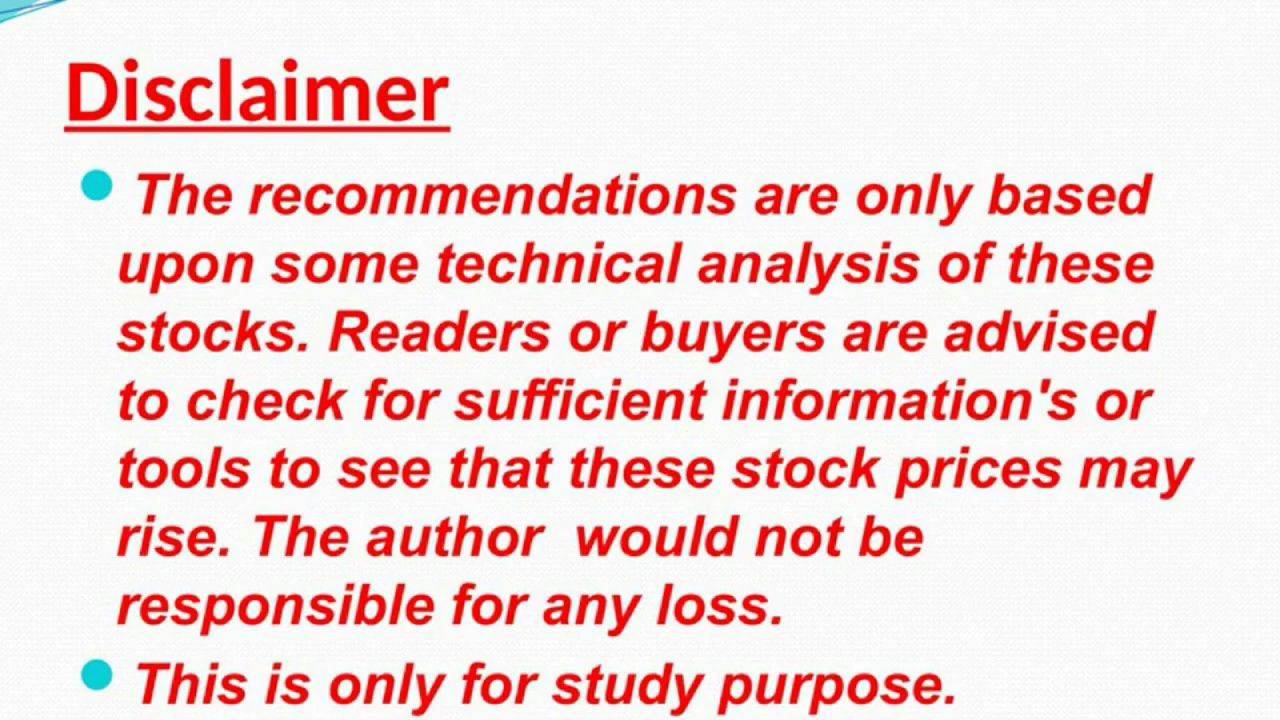 Disclaimer
The recommendations are only based
upon some technical analysis of these
stocks. Readers or buyers are advised
to check for sufficient information's or
tools to see that these stock prices may
rise. The author  would not be
responsible for any loss.
This is only for study purpose.